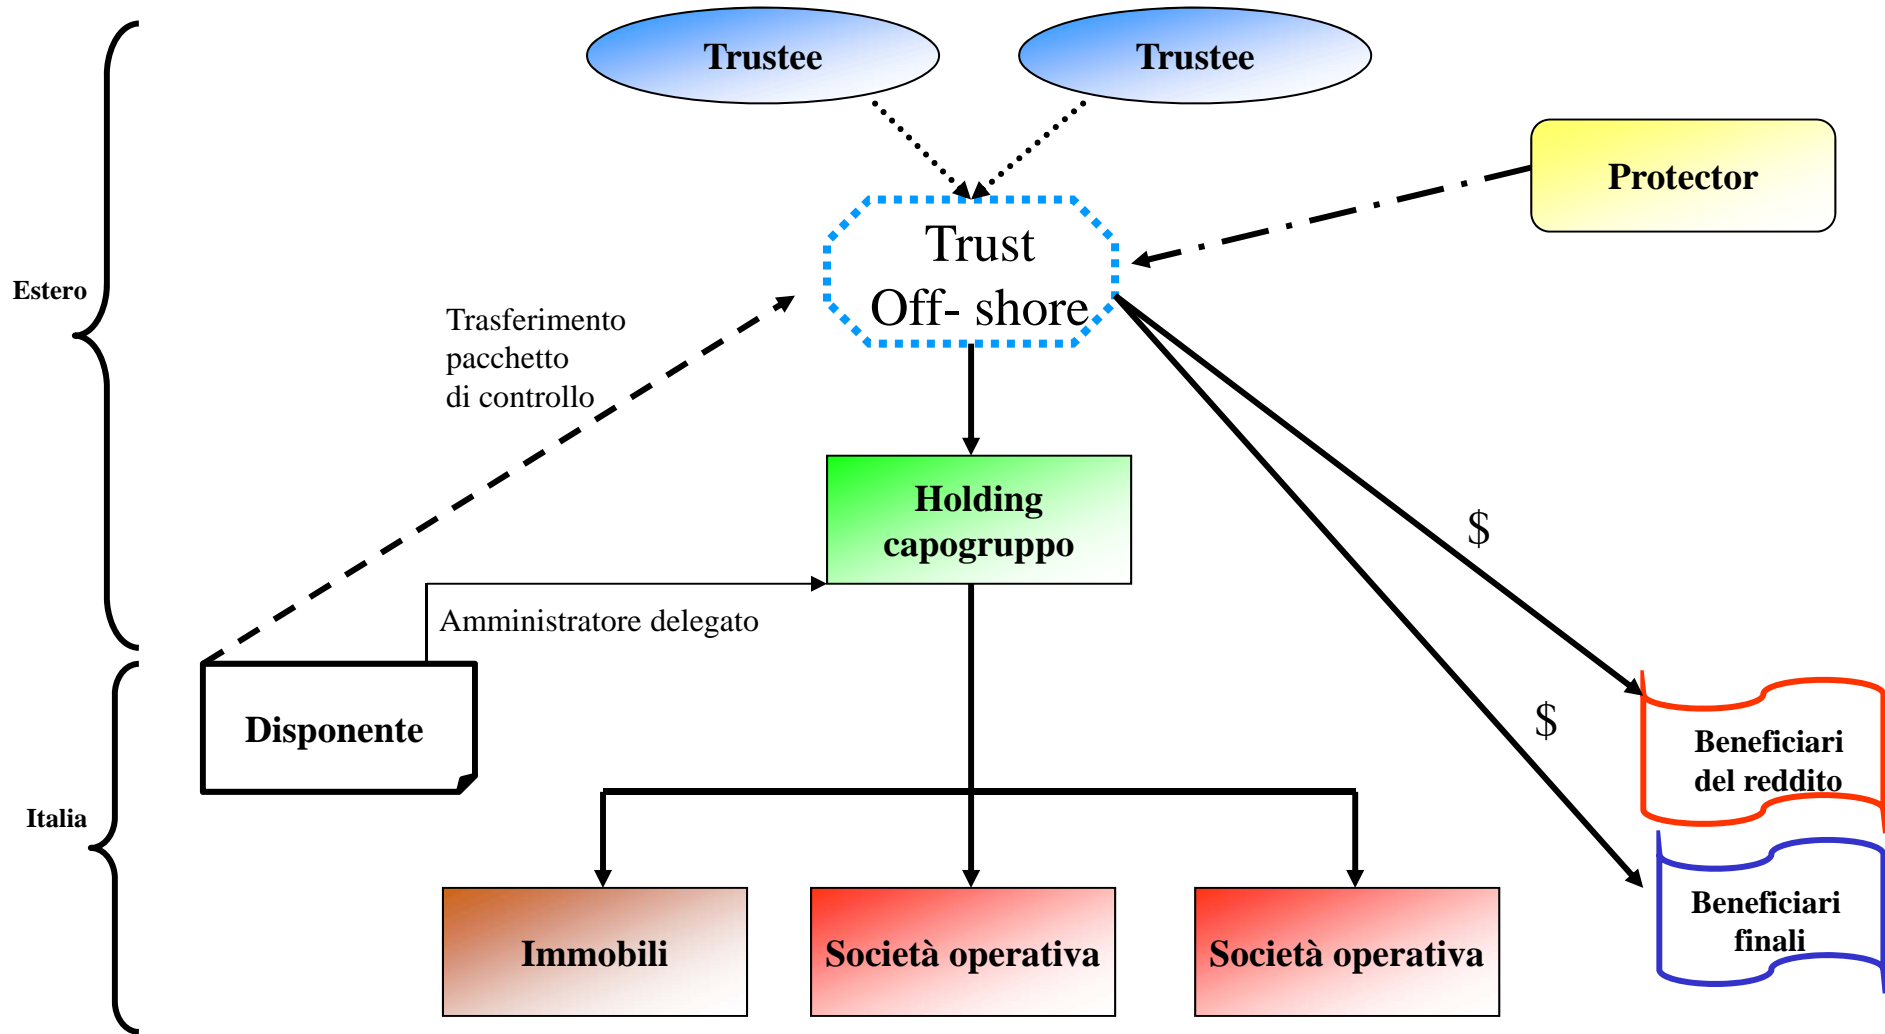 Trustee
Trustee
Protector
Trust
Off- shore
Estero
Trasferimento
pacchetto
di controllo
Holding
capogruppo
$
Amministratore delegato
Disponente
$
Beneficiari
del reddito
Italia
Beneficiari
finali
Immobili
Società operativa
Società operativa